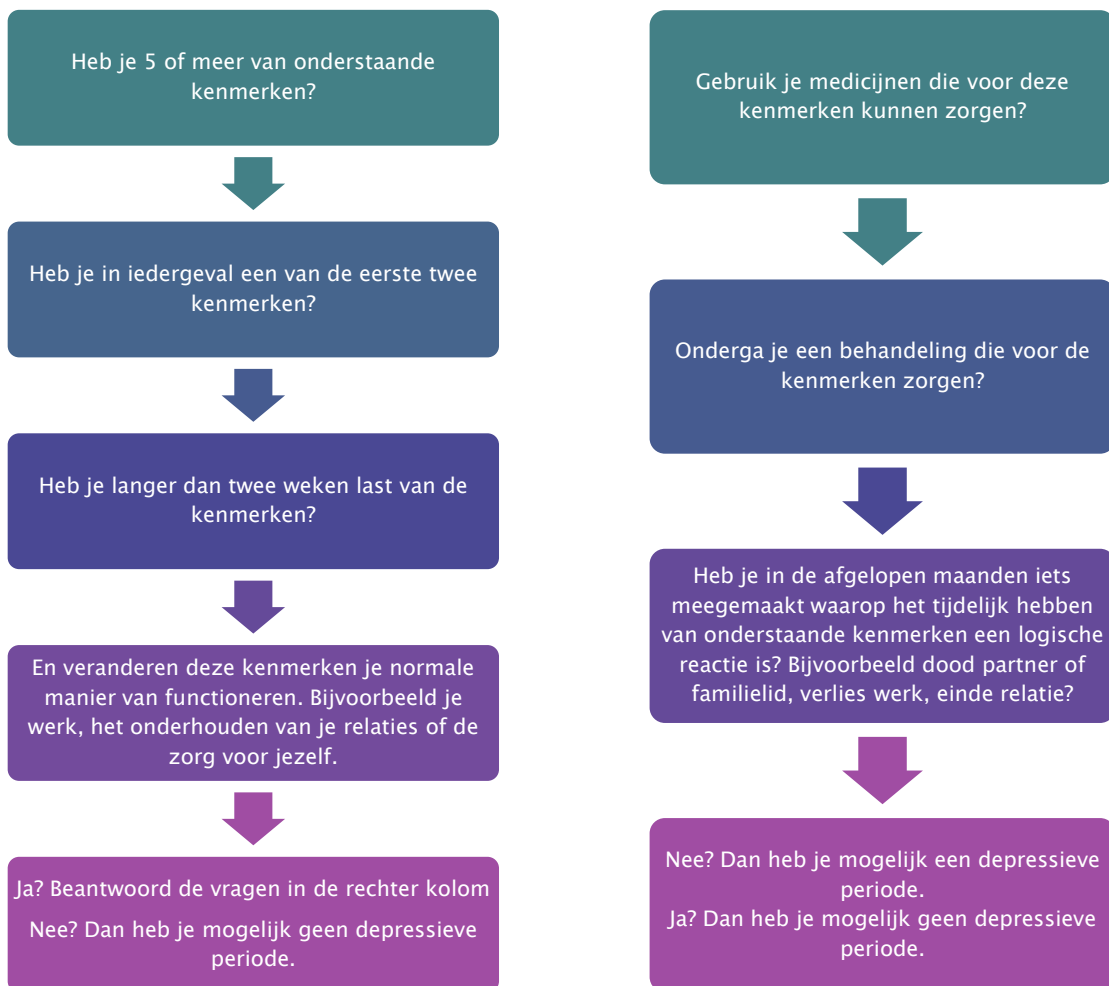 Heb je 5 of meer van onderstaande
kenmerken?
Heb je in iedergeval een van de eerste twee
kenmerken?
Heb je langer dan twee weken last van de
kenmerken?
En veranderen deze kenmerken je normale
manier van functioneren. Bijvoorbeeld je
werk, het onderhouden van je relaties of de
zorg voor jezelf.
Ja? Beantwoord de vragen in de rechter kolom
Nee? Dan heb je mogelijk geen depressieve
periode.
Gebruik je medicijnen die voor deze
kenmerken kunnen zorgen?
Onderga je een behandeling die voor de
kenmerken zorgen?
Heb je in de afgelopen maanden iets
meegemaakt waarop het tijdelijk hebben
van onderstaande kenmerken een logische
reactie is? Bijvoorbeeld dood partner of
familielid, verlies werk, einde relatie?
Nee? Dan heb je mogelijk een depressieve
periode.
Ja? Dan heb je mogelijk geen depressieve
periode.